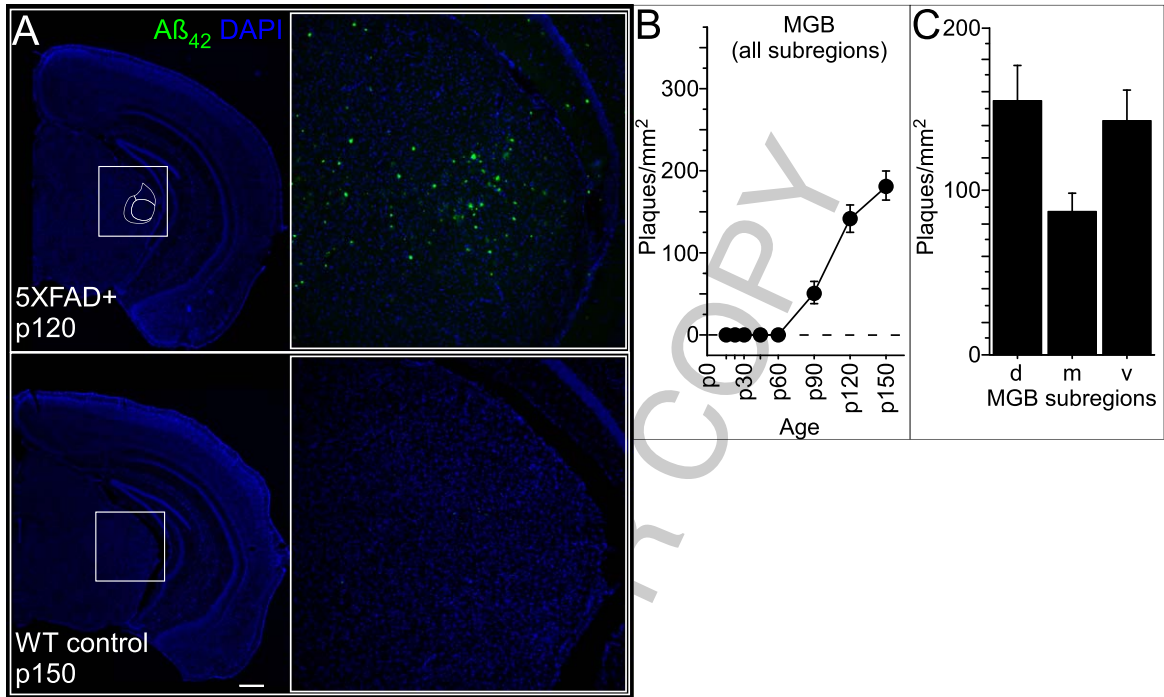 A
Aß42 DAPI
5XFAD+
p120
WT control
p150
B
MGB
(all subregions)
Plaques/mm2
300
200
100
0
p0
p30
p60
p90
p120
p150
Age
C
Plaques/mm2
200
100
0
d m v
MGB subregions
R COPY